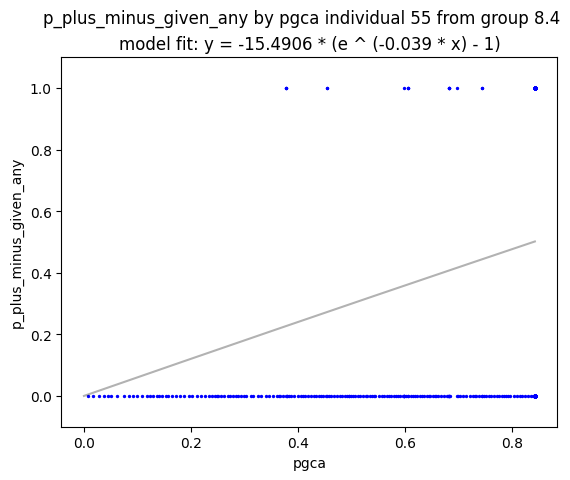 p_plus_minus_given_any by pgca individual 55 from group 8.4
model fit: y = -15.4906 * (e ^ (-0.039 * x) - 1)
1.0
0.8
0.6
0.4
0.2
0.0
p_plus_minus_given_any
0.0 0.2 0.4 0.6 0.8
pgca